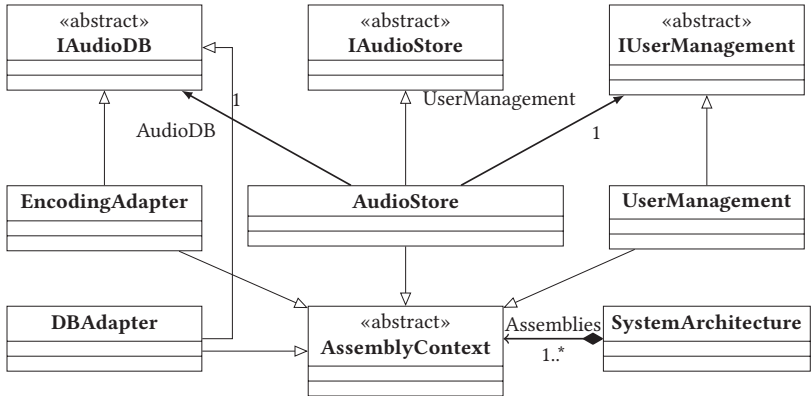 «abstract»
IAudioDB
«abstract»
IAudioStore
«abstract»
IUserManagement
1
AudioDB
UserManagement
1
EncodingAdapter
AudioStore
UserManagement
DBAdapter
«abstract»
AssemblyContext
Assemblies
1..*
SystemArchitecture